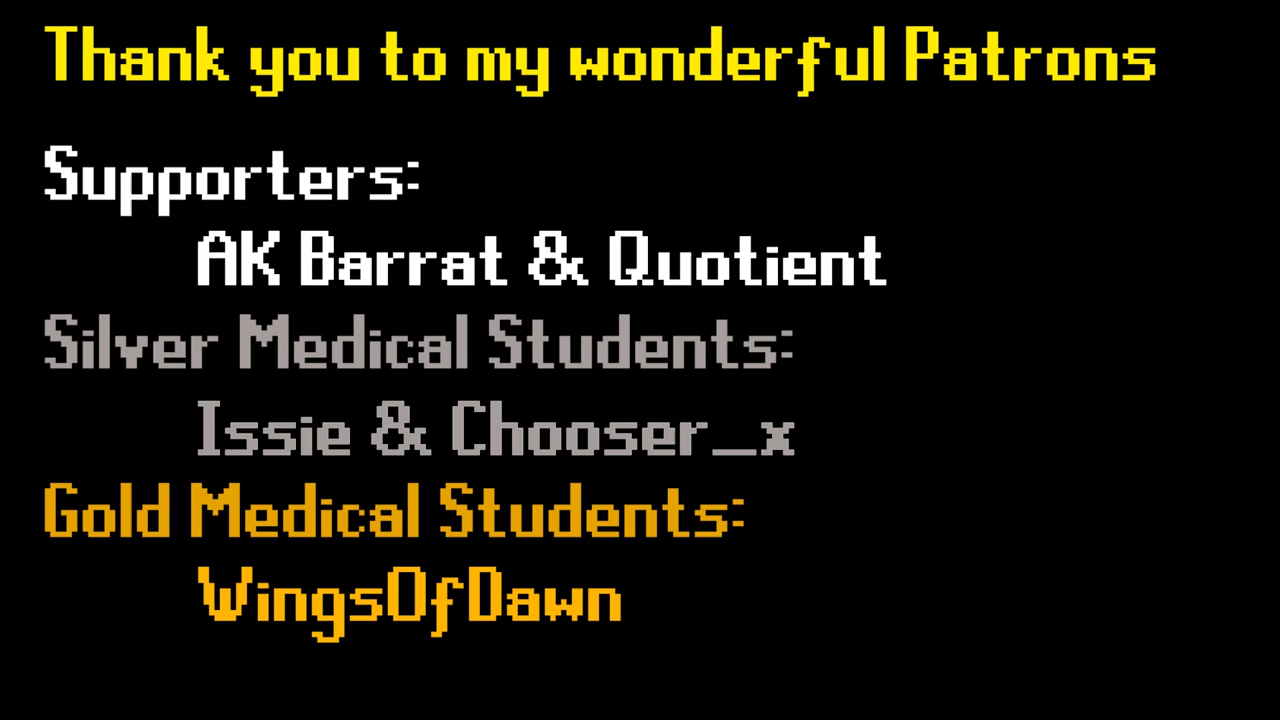 Thank you to my wonderful Patrons
Supporters:
AK Barrat & Quotient
Silver Medical Students:
Issie & Chooser_x
Gold Medical Students:
WingsOfDawn